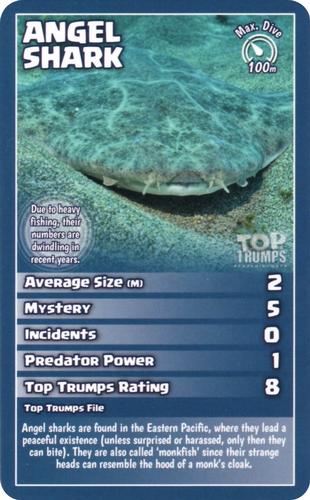 ANGEL
SHARK
Max. Dive
100m
Due to heavy
fishing, their
numbers are
dwindling in
recent years.
TOP
TRUMPS
Average Size (M) 2
Mystery 5
Incidents 0
Predator Power 1
Top Trumps Rating 8
Top Trumps File
Angel sharks are found in the Eastern Pacific, where they lead a
peaceful existence (unless surprised or harassed, only then they
can bite). They are also called 'monkfish' since their strange
heads can resemble the hood of a monk's cloak.